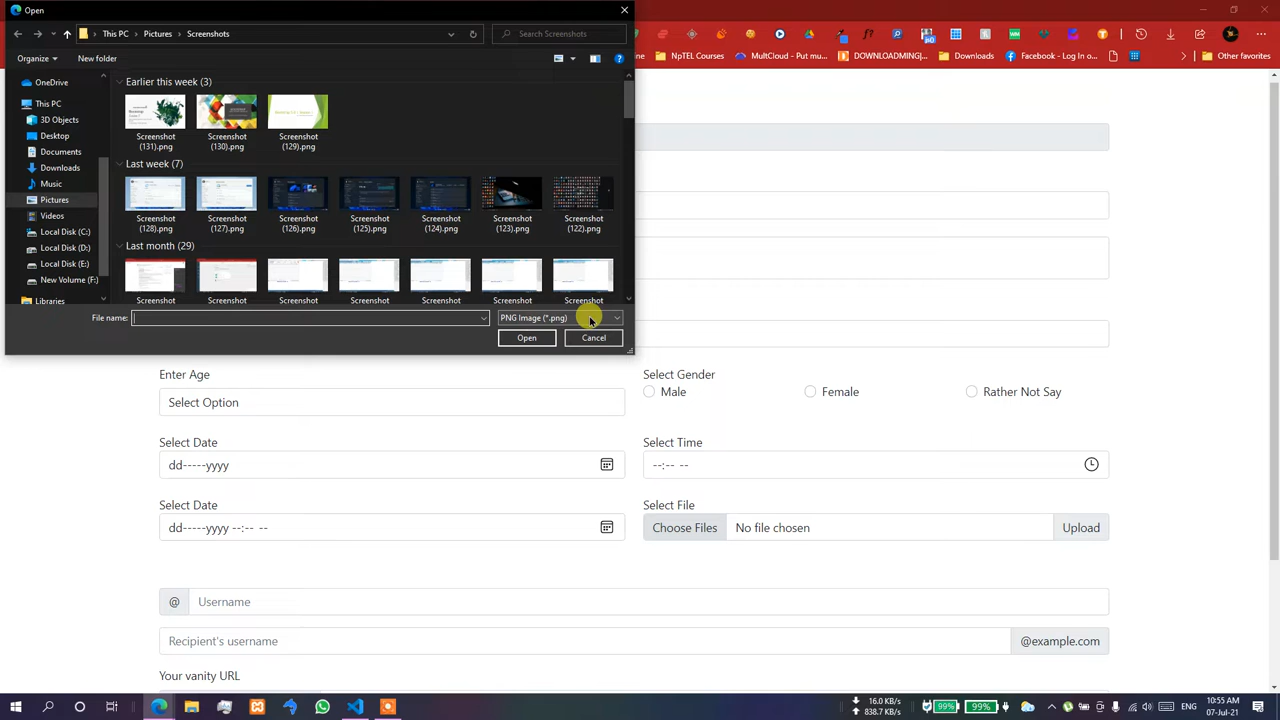 Open
This PC
Pictures
Screenshots
Search Screenshots
Organize
New folder
NpTEL Courses
MultCloud - Put mu...
DOWNLOADMING|...
Downloads
Facebook - Log In o...
Other favorites
OneDrive
This PC
3D Objects
Desktop
Documents
Downloads
Music
Pictures
Videos
Local Disk (C:)
Local Disk (D:)
Local Disk (E:)
New Volume (F:)
Libraries
Earlier this week (3)
Screenshot (131).png
Screenshot (130).png
Screenshot (129).png
Last week (7)
Screenshot (128).png
Screenshot (127).png
Screenshot (126).png
Screenshot (125).png
Screenshot (124).png
Screenshot (123).png
Screenshot (122).png
Last month (29)
Screenshot
Screenshot
Screenshot
Screenshot
Screenshot
Screenshot
Screenshot
File name:
PNG Image (*.png)
Open
Cancel
Enter Age
Select Option
Select Gender
Male
Female
Rather Not Say
Select Date
dd-----yyyy
Select Time
--:-- --
Select Date
dd-----yyyy --:-- --
Select File
Choose Files
No file chosen
Upload
@
Username
Recipient's username
@example.com
Your vanity URL
16.0 KB/s
838.7 KB/s
99%
99%
ENG
10:55 AM
07-Jul-21